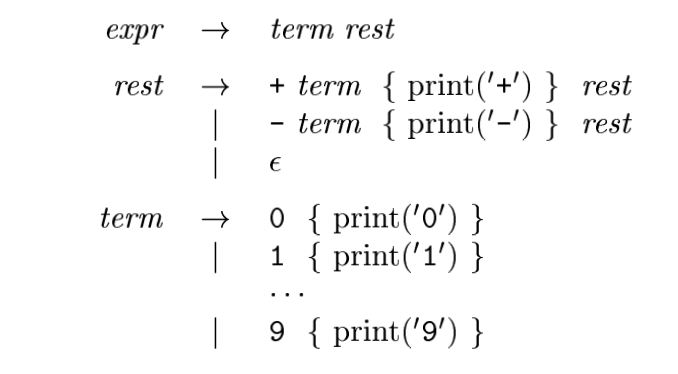 expr → term rest
rest → + term { print('+') } rest
| - term { print('-') } rest
| ϵ
term → 0 { print('0') }
| 1 { print('1') }
...
| 9 { print('9') }